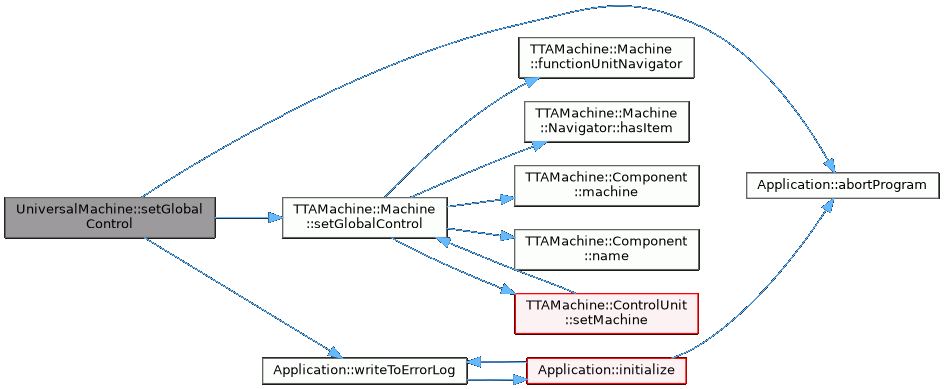 TTAMachine::Machine
::functionUnitNavigator
TTAMachine::Machine
::Navigator::hasItem
TTAMachine::Component
::machine
Application::abortProgram
UniversalMachine::setGlobal
Control
TTAMachine::Machine
::setGlobalControl
TTAMachine::Component
::name
TTAMachine::ControlUnit
::setMachine
Application::writeToErrorLog
Application::initialize